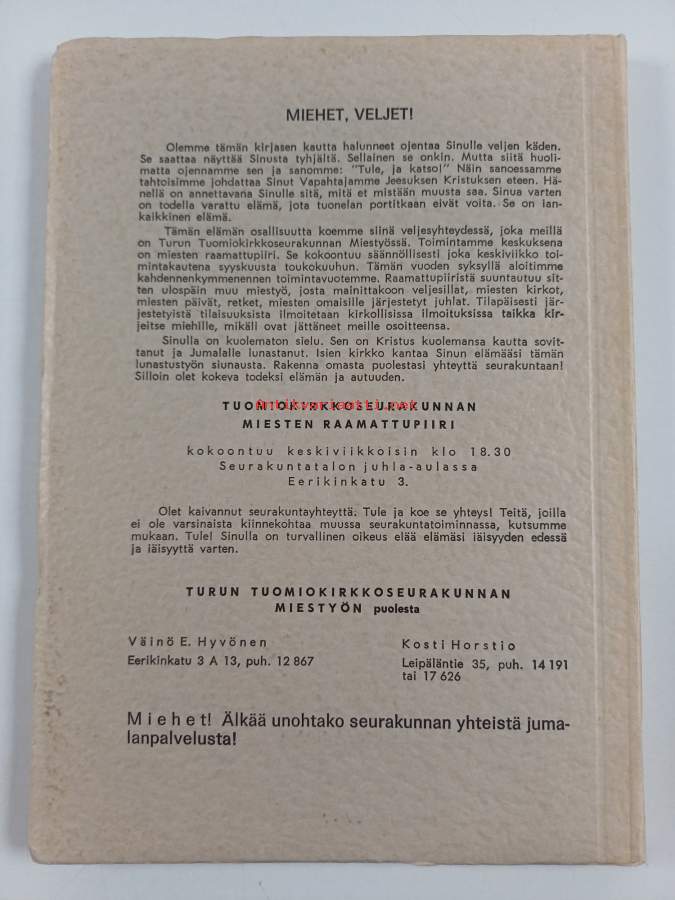 MIEHET, VELJET!
Olemme tämän kirjasen kautta halunneet ojentaa Sinulle veljen käden.
Se saattaa näyttää Sinusta tyhjältä. Sellainen se onkin. Mutta siitä huoli-
matta ojennamme sen ja sanomme: "Tule, ja katso!" Näin sanoessamme
tahtoisimme johdattaa Sinut Vapahtajamme Jeesuksen Kristuksen eteen. Hä-
nellä on annettavana Sinulle sitä, mitä et mistään muusta saa. Sinua varten
on todella varattu elämä, jota tuonelan portitkaan eivät voita. Se on ian-
kaikkinen elämä.
Tämän elämän osallisuutta koemme siinä veljesyhteydessä, joka meillä
on Turun Tuomiokirkkoseurakunnan Miestyössä. Toimintamme keskuksena
on miesten raamattupiiri. Se kokoontuu säännöllisesti joka keskiviikko toi-
mintakautena syyskuusta toukokuuhun. Tämän vuoden syksyllä aloitimme
kahdennenkymmenennen toimintavuotemme. Raamattupiiristä suuntautuu sit-
ten ulospäin muu miestyö, josta mainittakoon veljesillat, miesten kirkot,
miesten päivät, retket, miesten omaisille järjestetyt juhlat. Tilapäisesti jär-
jestetyistä tilaisuuksista ilmoitetaan kirkollisissa ilmoituksissa taikka kir-
jeitse miehille, mikäli ovat jättäneet meille osoitteensa.
Sinulla on kuolematon sielu. Sen on Kristus kuolemansa kautta sovit-
tanut ja Jumalalle lunastanut. Isien kirkko kantaa Sinun elämääsi tämän
lunastustyön siunausta. Rakenna omasta puolestasi yhteyttä seurakuntaan!
Silloin olet kokeva todeksi elämän ja autuuden.
TUOMIOKIRKKOSEURAKUNNAN
Antikvariaatti.net
MIESTEN RAAMATTUPIIRI
kokoontuu keskiviikkoisin klo 18.30
Seurakuntatalon juhla-aulassa
Eerikinkatu 3.
Olet kaivannut seurakuntayhteyttä. Tule ja koe se yhteys! Teitä, joilla
ei ole varsinaista kiinnekohtaa muussa seurakuntatoiminnassa, kutsumme
mukaan. Tule! Sinulla on turvallinen oikeus elää elämäsi iäisyyden edessä
ja iäisyyttä varten.
TURUN TUOMIOKIRKKOSEURAKUNNAN
MIESTYÖN puolesta
Väinö E. Hyvönen
Eerikinkatu 3 A 13, puh. 12 867
Kosti Horstio
Leipäläntie 35, puh. 14 191
tai 17 626
Miehet! Älkää unohtako seurakunnan yhteistä juma-
lanpalvelusta!